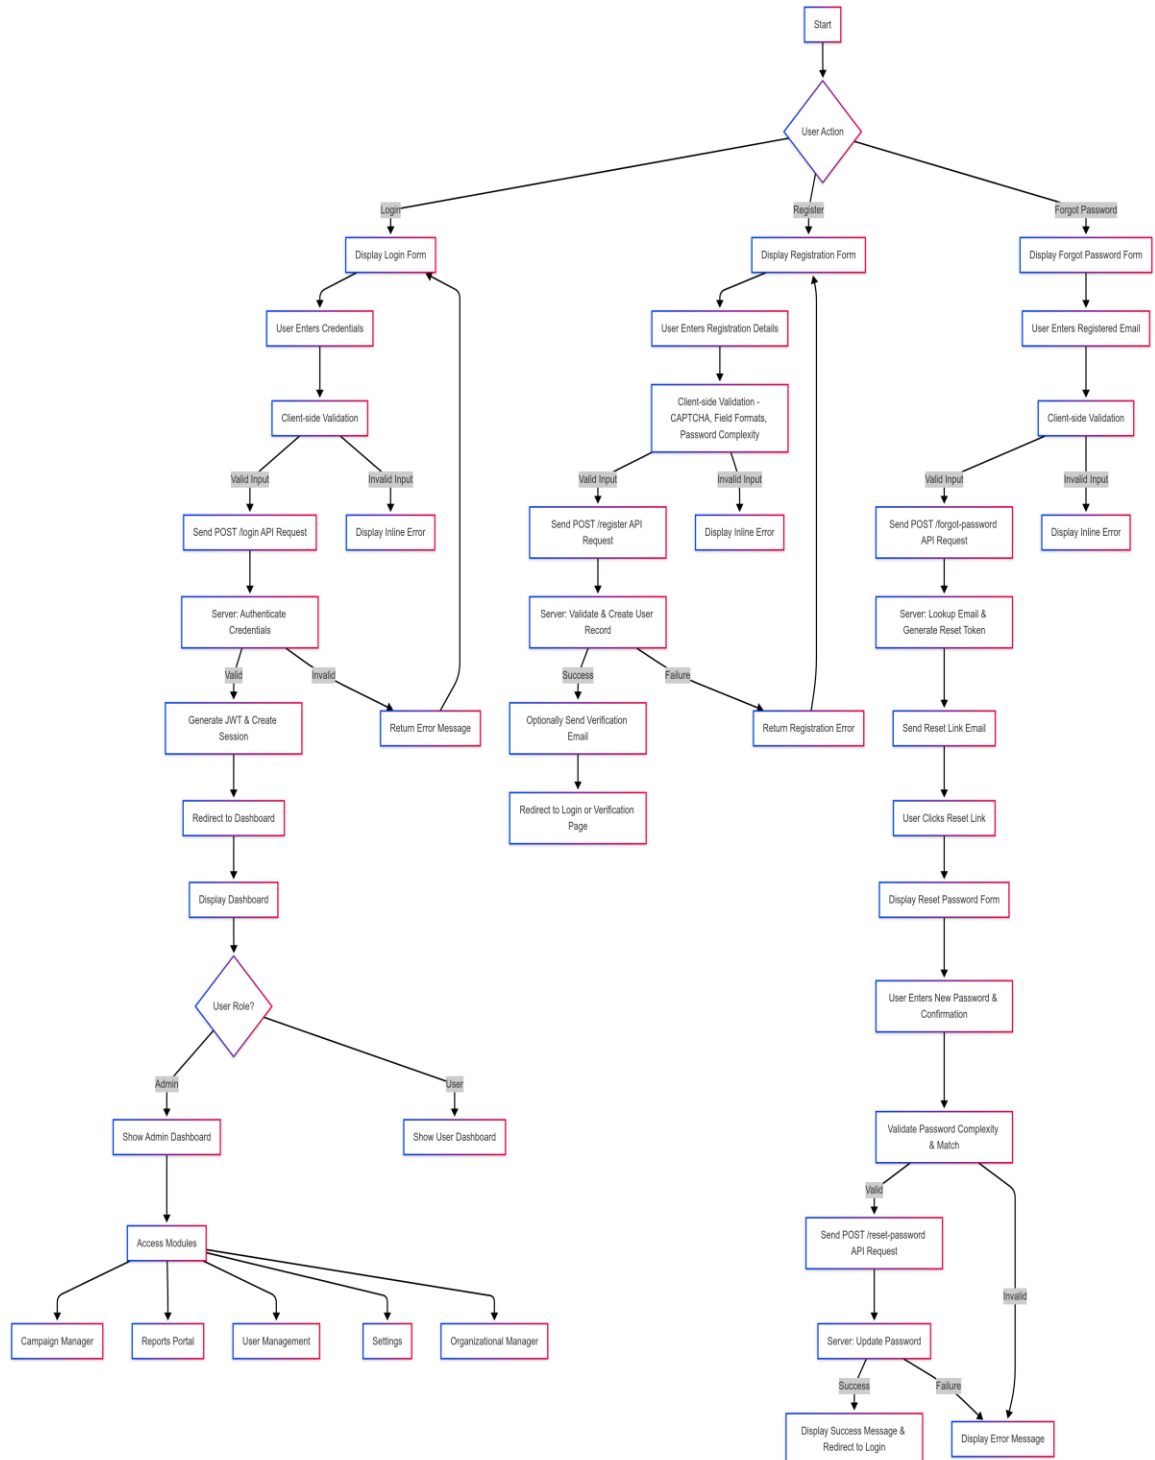 Start
User Action
Login
Register
Forgot Password
Display Login Form
Display Registration Form
Display Forgot Password Form
User Enters Credentials
User Enters Registration Details
User Enters Registered Email
Client-side Validation
Client-side Validation -
CAPTCHA, Field Formats,
Password Complexity
Client-side Validation
Valid Input
Invalid Input
Valid Input
Invalid Input
Valid Input
Invalid Input
Send POST /login API Request
Display Inline Error
Send POST /register API
Request
Display Inline Error
Send POST /forgot-password
API Request
Display Inline Error
Server: Authenticate
Credentials
Server: Validate & Create User
Record
Server: Lookup Email &
Generate Reset Token
Valid
Invalid
Success
Failure
Generate JWT & Create
Session
Return Error Message
Optionally Send Verification
Email
Return Registration Error
Send Reset Link Email
Redirect to Dashboard
Redirect to Login or Verification
Page
User Clicks Reset Link
Display Dashboard
Display Reset Password Form
User Role?
User Enters New Password &
Confirmation
Admin
User
Show Admin Dashboard
Show User Dashboard
Validate Password Complexity
& Match
Valid
Access Modules
Send POST /reset-password
API Request
Invalid
Campaign Manager
Reports Portal
User Management
Settings
Organizational Manager
Server: Update Password
Success
Failure
Display Success Message &
Redirect to Login
Display Error Message